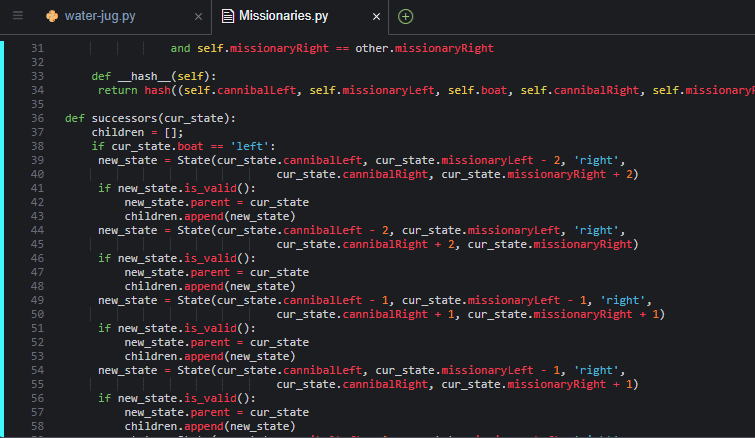 water-jug.py × Missionaries.py ×
31 and self.missionaryRight == other.missionaryRight
32
33 def __hash__(self):
34 return hash((self.cannibalLeft, self.missionaryLeft, self.boat, self.cannibalRight, self.missionaryR
35
36 def successors(cur_state):
37 children = [];
38 if cur_state.boat == 'left':
39 new_state = State(cur_state.cannibalLeft, cur_state.missionaryLeft - 2, 'right',
40 cur_state.cannibalRight, cur_state.missionaryRight + 2)
41 if new_state.is_valid():
42 new_state.parent = cur_state
43 children.append(new_state)
44 new_state = State(cur_state.cannibalLeft - 2, cur_state.missionaryLeft, 'right',
45 cur_state.cannibalRight + 2, cur_state.missionaryRight)
46 if new_state.is_valid():
47 new_state.parent = cur_state
48 children.append(new_state)
49 new_state = State(cur_state.cannibalLeft - 1, cur_state.missionaryLeft - 1, 'right',
50 cur_state.cannibalRight + 1, cur_state.missionaryRight + 1)
51 if new_state.is_valid():
52 new_state.parent = cur_state
53 children.append(new_state)
54 new_state = State(cur_state.cannibalLeft, cur_state.missionaryLeft - 1, 'right',
55 cur_state.cannibalRight, cur_state.missionaryRight + 1)
56 if new_state.is_valid():
57 new_state.parent = cur_state
58 children.append(new_state)